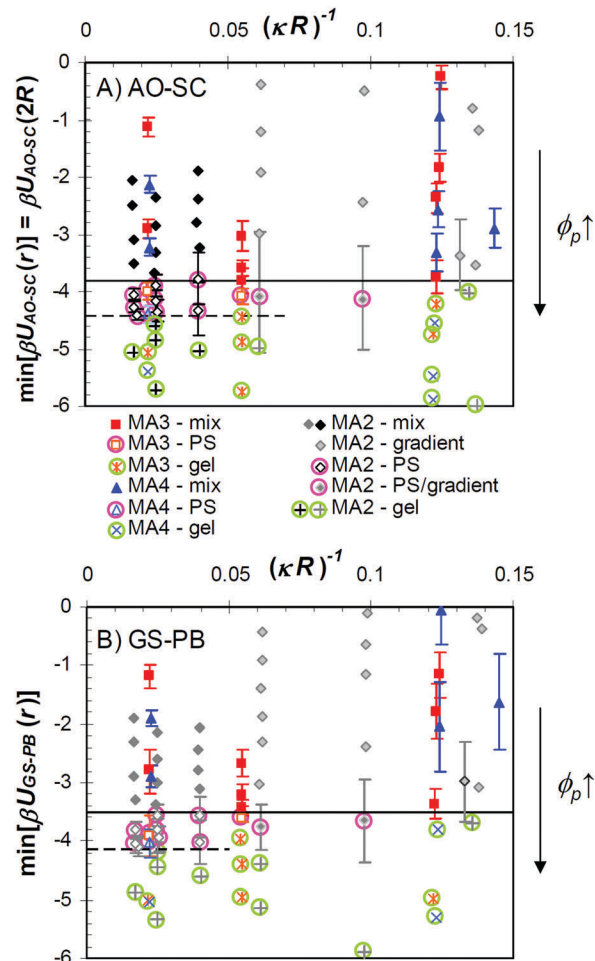 (κR)⁻¹
0 0.05 0.1 0.15
A) AO-SC
min[βU_AO-SC(r)] = βU_AO-SC(2R)
0
-1
-2
-3
-4
-5
-6
ϕₚ↑
MA3 - mix
MA3 - PS
MA3 - gel
MA4 - mix
MA4 - PS
MA4 - gel
MA2 - mix
MA2 - gradient
MA2 - PS
MA2 - PS/gradient
MA2 - gel
(κR)⁻¹
0 0.05 0.1 0.15
B) GS-PB
min[βU_GS-PB(r)]
0
-1
-2
-3
-4
-5
-6
ϕₚ↑